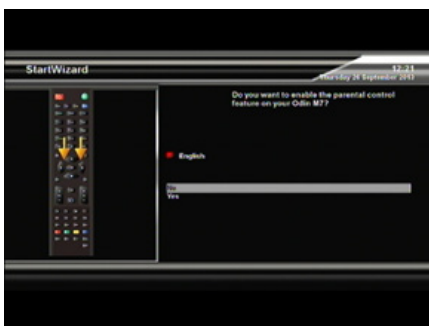 StartWizard
12:21
Thursday 26 September 2013
Do you want to enable the parental control
feature on your Odin M7?
English
No
Yes